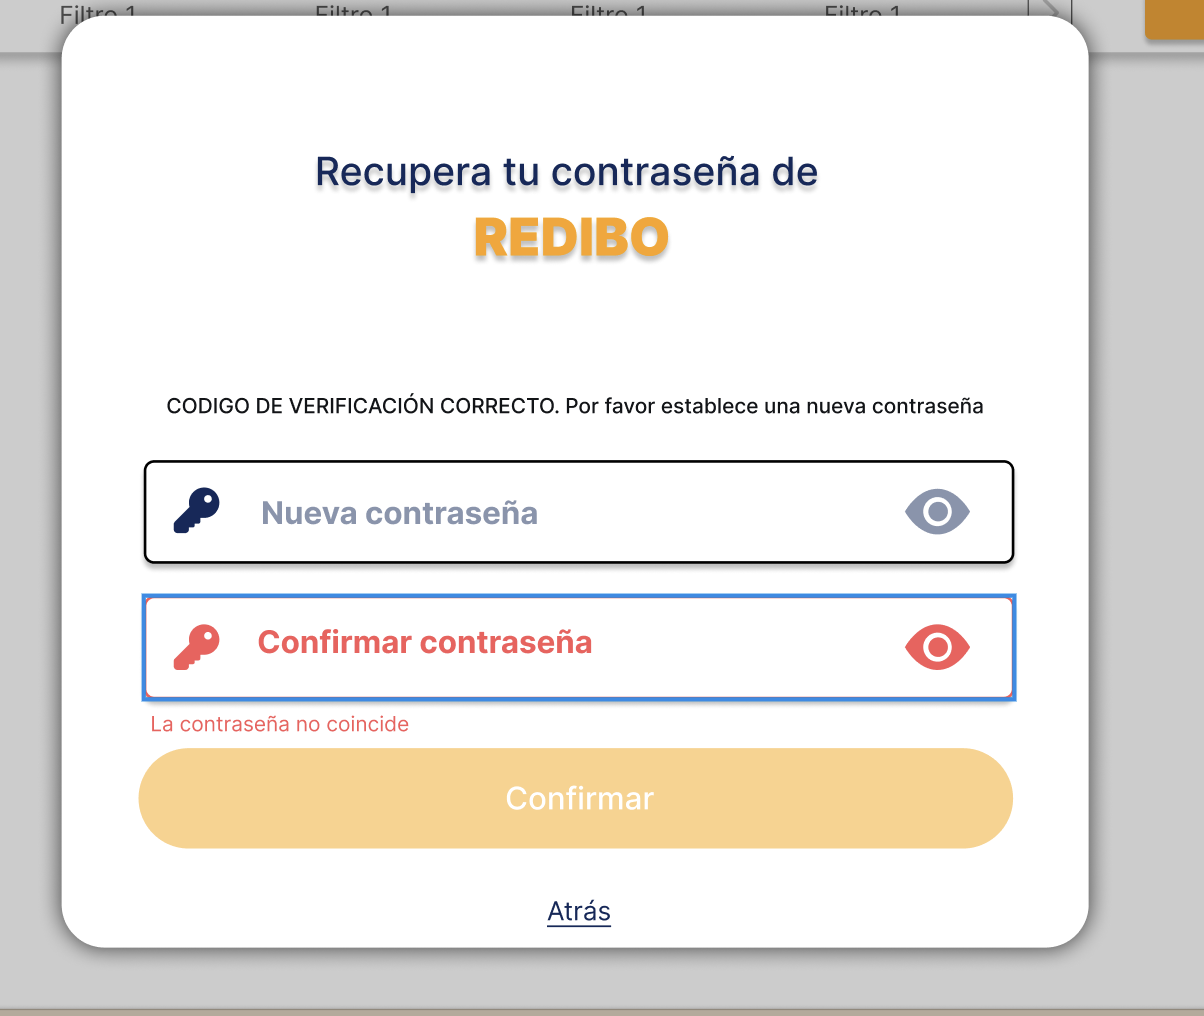 Filtro 1 Filtro 1 Filtro 1 Filtro 1
Recupera tu contraseña de
REDIBO
CODIGO DE VERIFICACIÓN CORRECTO. Por favor establece una nueva contraseña
Nueva contraseña
Confirmar contraseña
La contraseña no coincide
Confirmar
Atrás